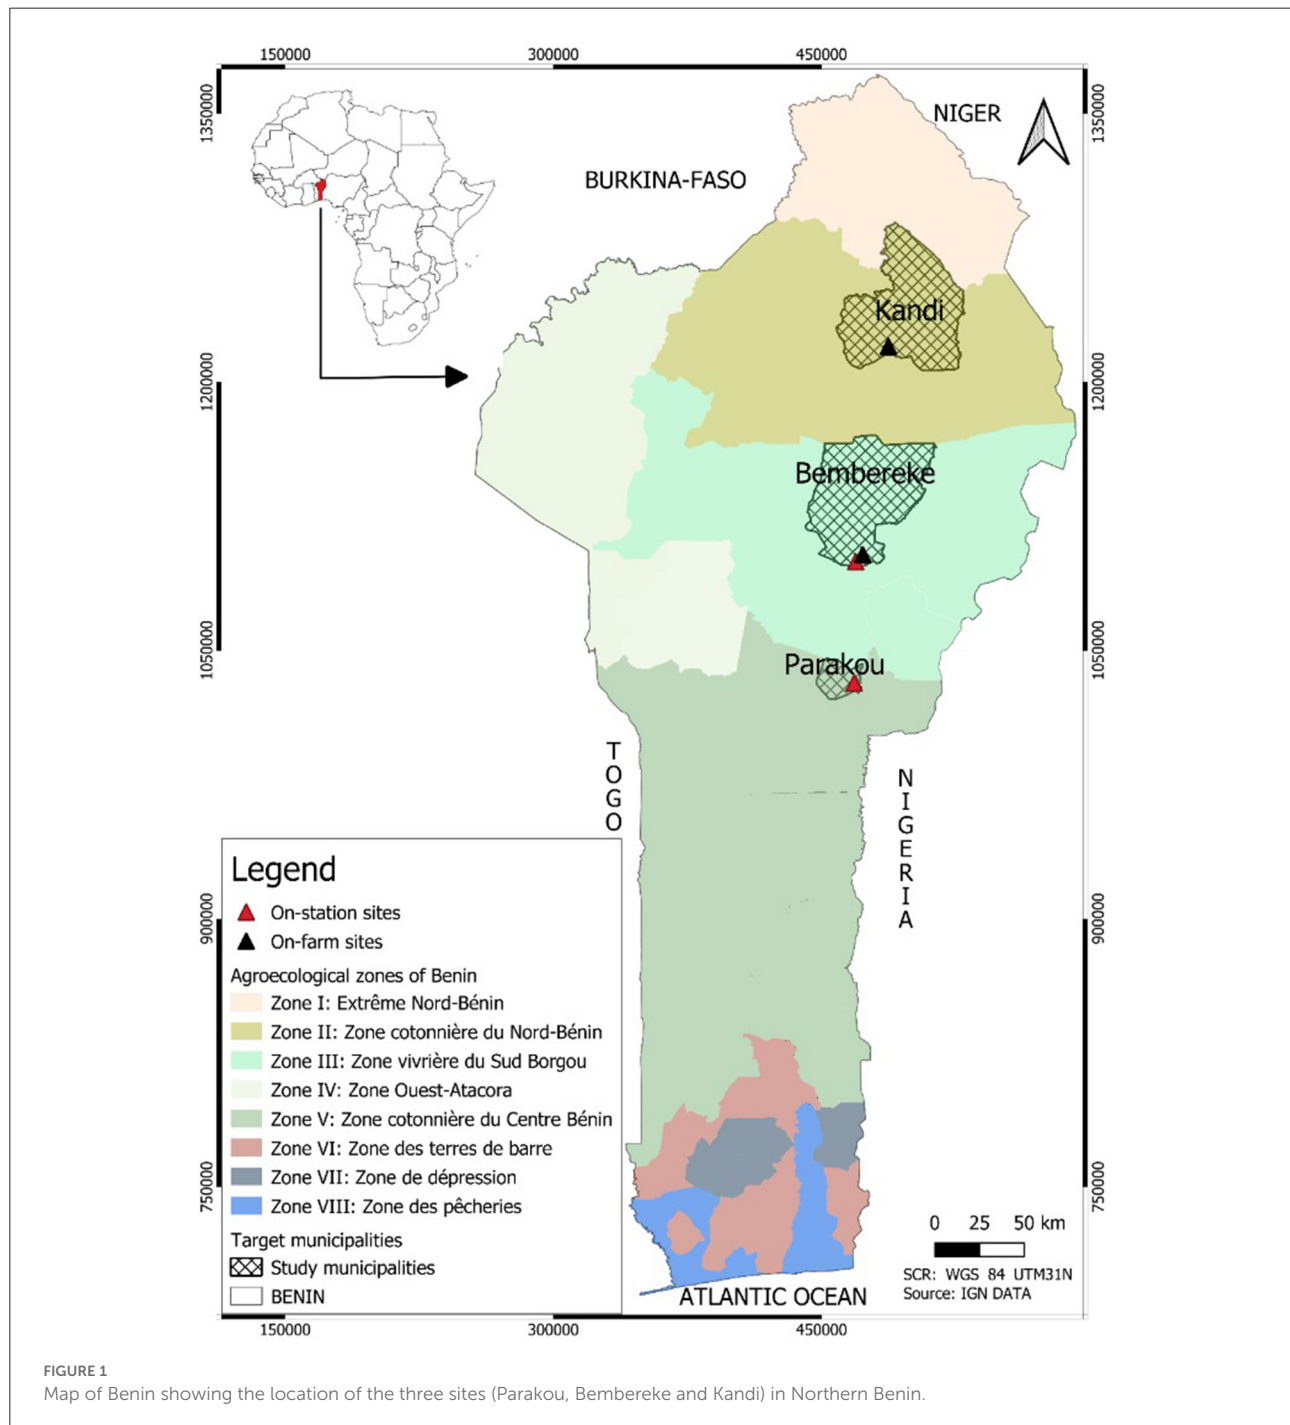 150000 300000 450000
1350000 1350000
NIGER
BURKINA-FASO
Kandi
1200000 1200000
Bembereke
1050000 1050000
Parakou
TOGO
NIGERIA
900000 900000
Legend
On-station sites
On-farm sites
Agroecological zones of Benin
Zone I: Extrême Nord-Bénin
Zone II: Zone cotonnière du Nord-Bénin
Zone III: Zone vivrière du Sud Borgou
Zone IV: Zone Ouest-Atacora
Zone V: Zone cotonnière du Centre Bénin
Zone VI: Zone des terres de barre
Zone VII: Zone de dépression
Zone VIII: Zone des pêcheries
Target municipalities
Study municipalities
BENIN
750000 750000
0 25 50 km
SCR: WGS 84 UTM31N
Source: IGN DATA
ATLANTIC OCEAN
150000 300000 450000
FIGURE 1
Map of Benin showing the location of the three sites (Parakou, Bembereke and Kandi) in Northern Benin.